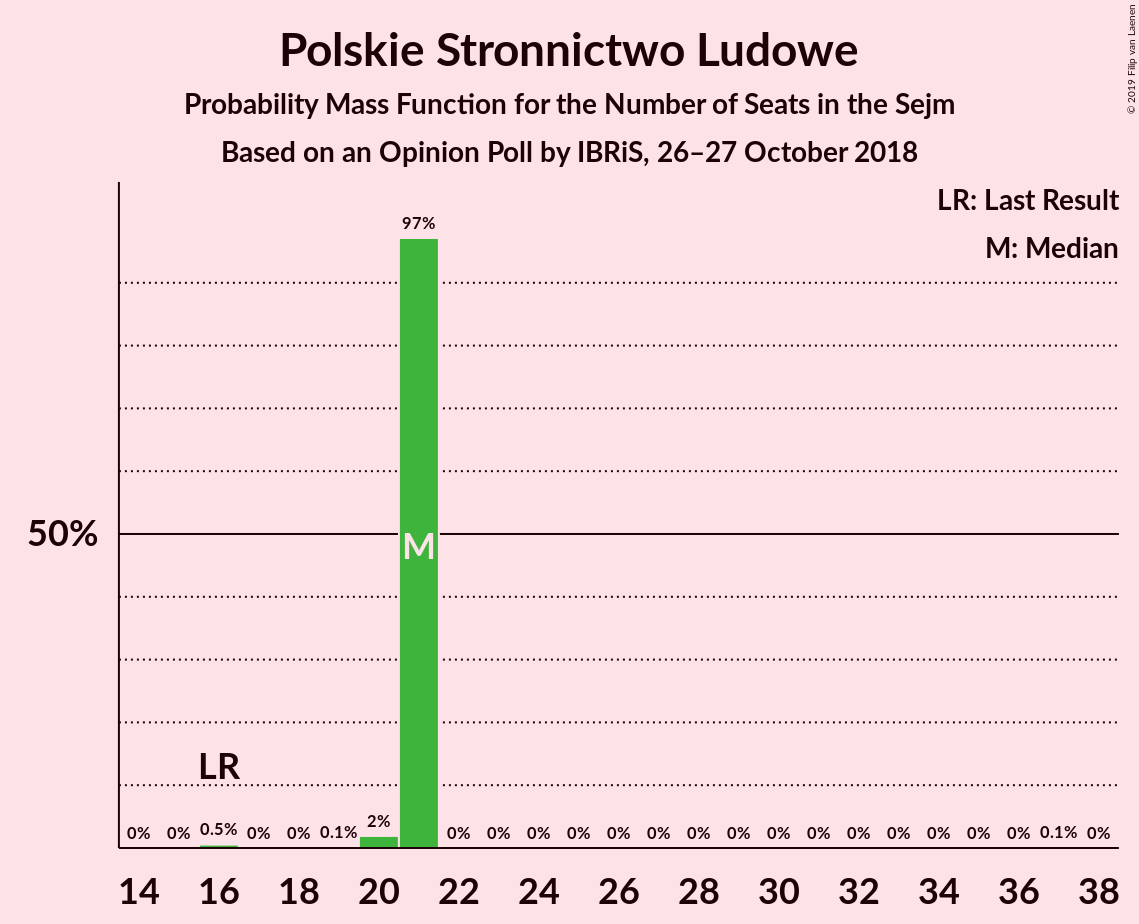 Polskie Stronnictwo Ludowe
Probability Mass Function for the Number of Seats in the Sejm
Based on an Opinion Poll by IBRiS, 26–27 October 2018
© 2019 Filip van Laenen
LR: Last Result
M: Median
97%
50%
M
LR
0% 0% 0.5% 0% 0% 0.1% 2% 0% 0% 0% 0% 0% 0% 0% 0% 0% 0% 0% 0% 0% 0% 0% 0.1% 0%
14 16 18 20 22 24 26 28 30 32 34 36 38